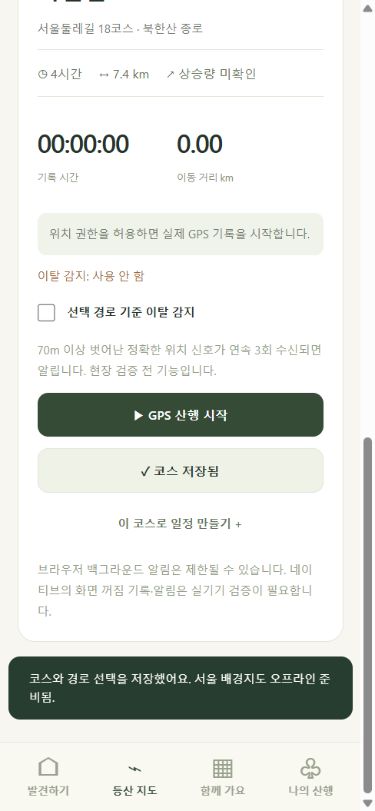 서울둘레길 18코스 · 북한산 종로
◷ 4시간 ↔ 7.4 km ↗ 상승량 미확인
00:00:00 0.00
기록 시간 이동 거리 km
위치 권한을 허용하면 실제 GPS 기록을 시작합니다.
이탈 감지: 사용 안 함
선택 경로 기준 이탈 감지
70m 이상 벗어난 정확한 위치 신호가 연속 3회 수신되면
알립니다. 현장 검증 전 기능입니다.
▶ GPS 산행 시작
✓ 코스 저장됨
이 코스로 일정 만들기 +
브라우저 백그라운드 알림은 제한될 수 있습니다. 네이
티브의 화면 꺼짐 기록·알림은 실기기 검증이 필요합니
다.
코스와 경로 선택을 저장했어요. 서울 배경지도 오프라인 준
비됨.
발견하기 등산 지도 함께 가요 나의 산행